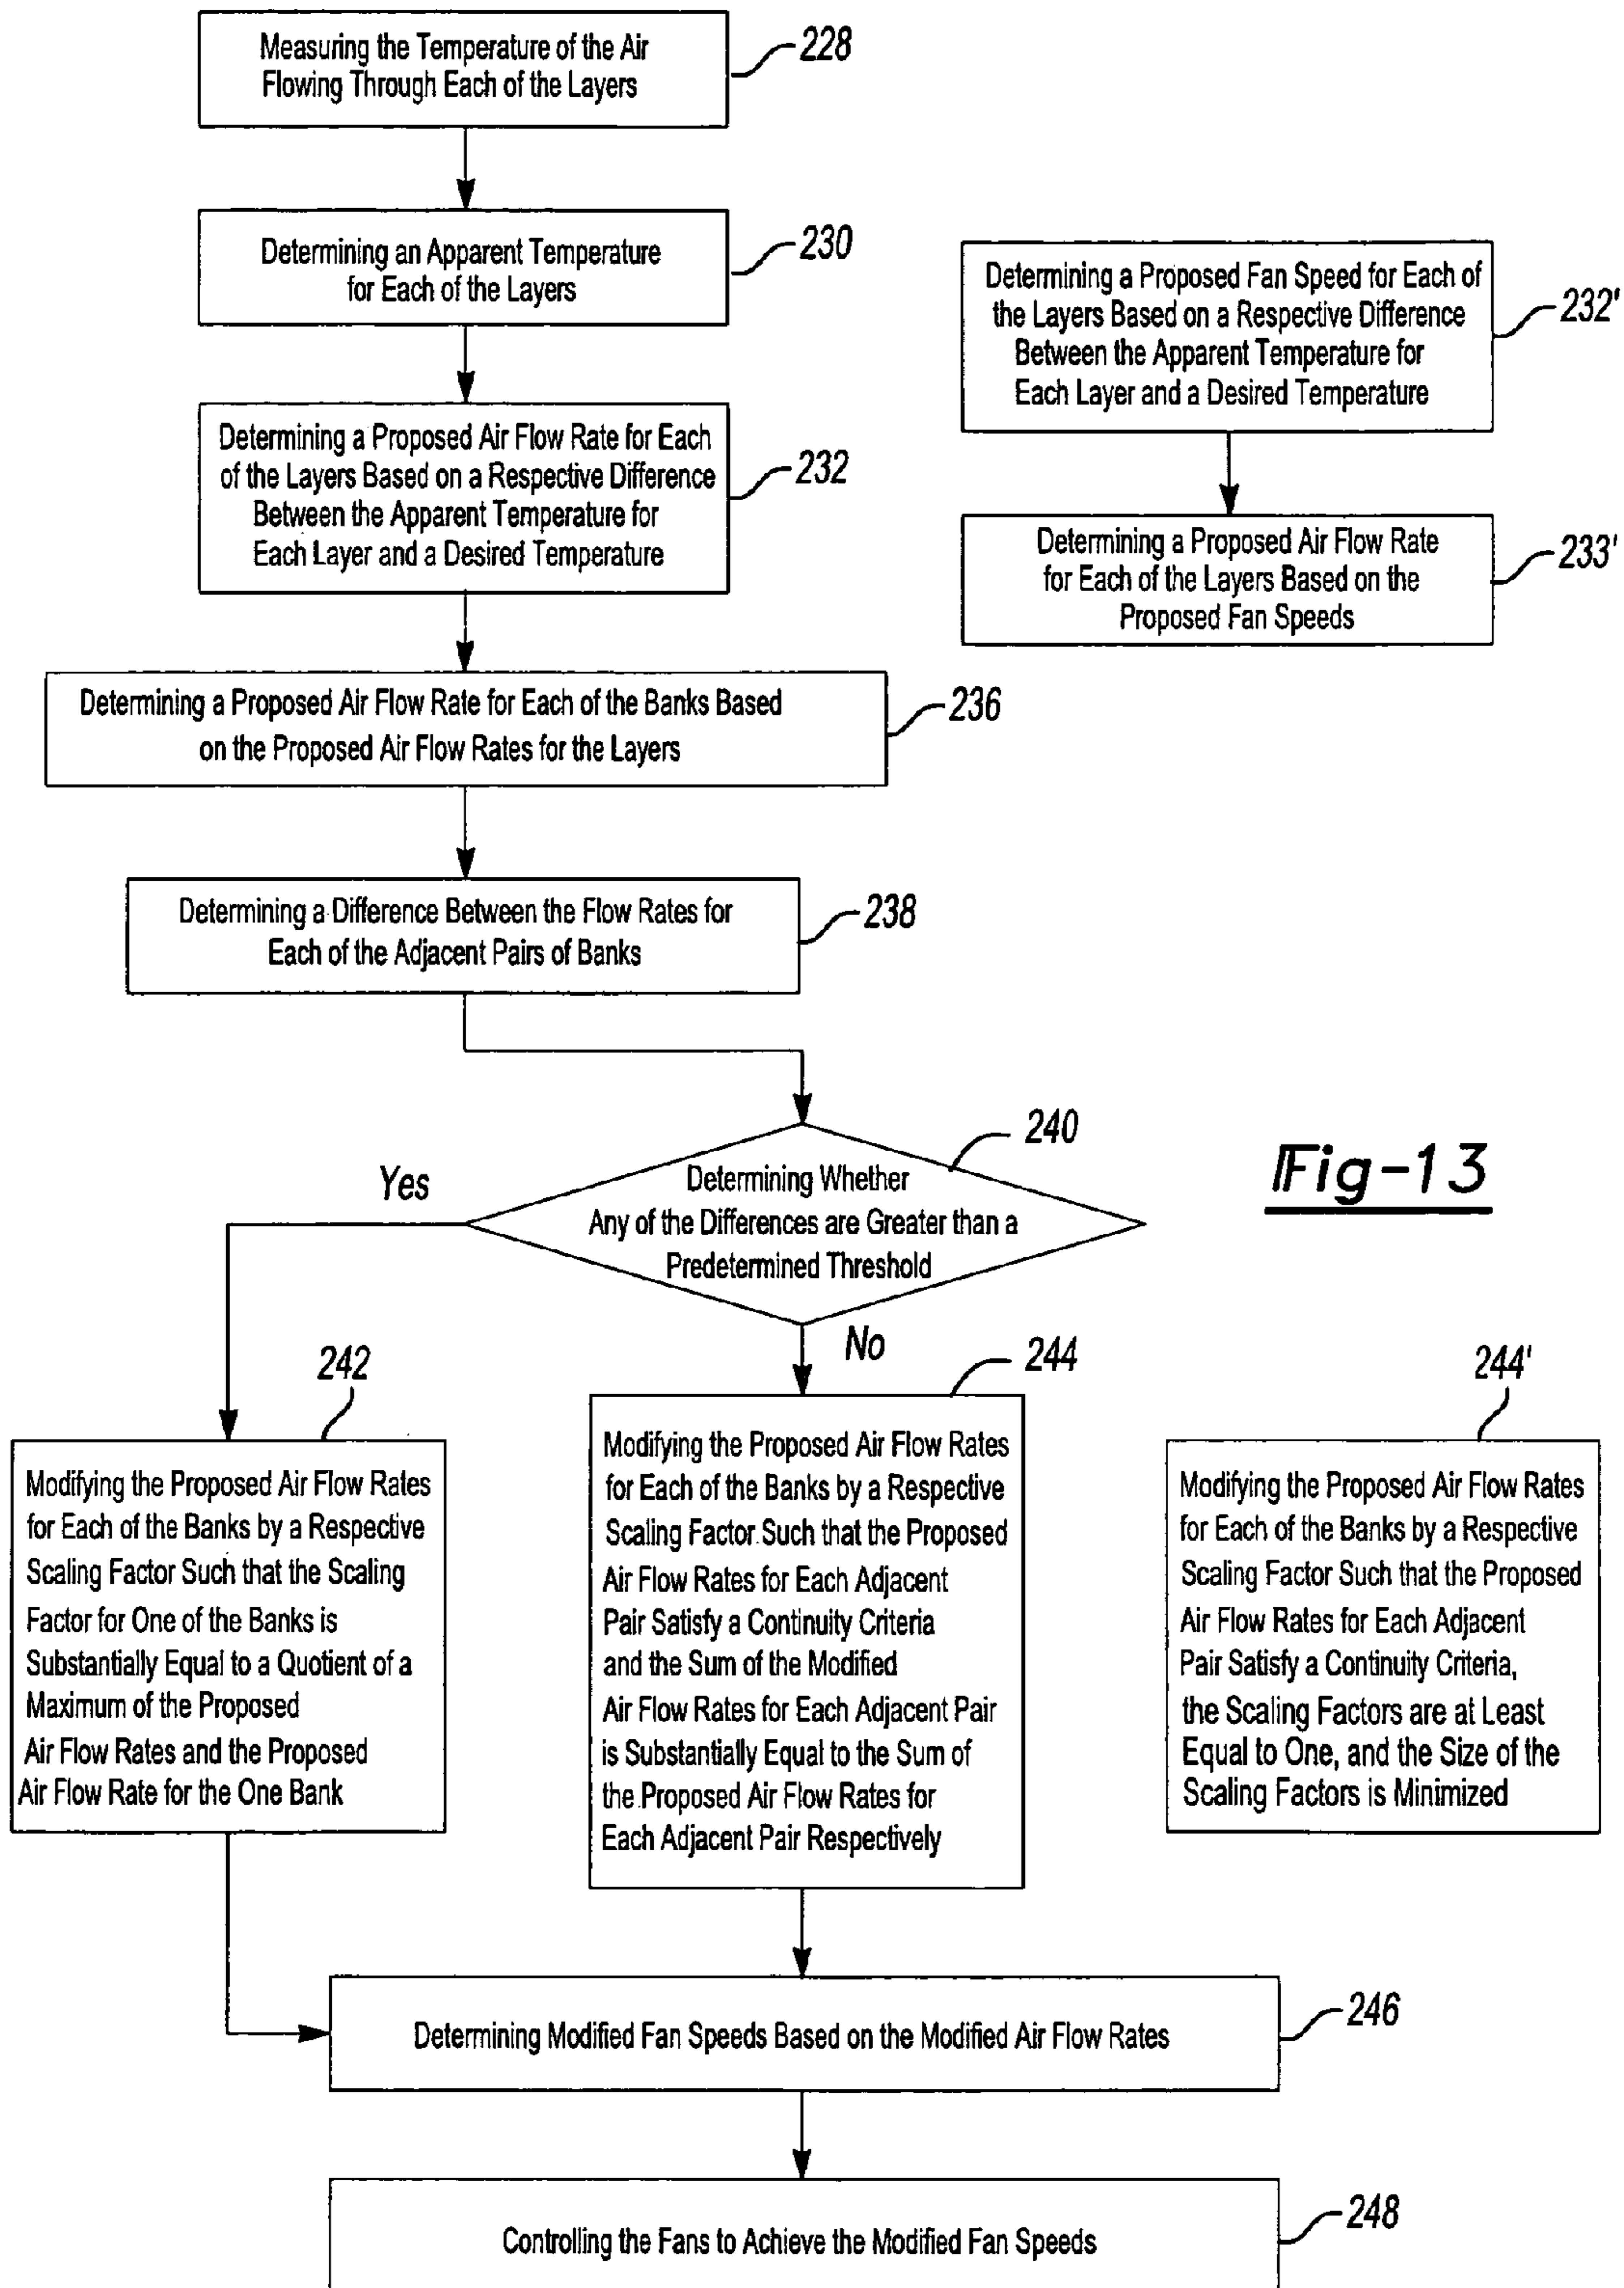 Measuring the Temperature of the Air
Flowing Through Each of the Layers
228
Determining an Apparent Temperature
for Each of the Layers
230
Determining a Proposed Air Flow Rate for Each
of the Layers Based on a Respective Difference
Between the Apparent Temperature for
Each Layer and a Desired Temperature
232
Determining a Proposed Fan Speed for Each of
the Layers Based on a Respective Difference
Between the Apparent Temperature for
Each Layer and a Desired Temperature
232'
Determining a Proposed Air Flow Rate
for Each of the Layers Based on the
Proposed Fan Speeds
233'
Determining a Proposed Air Flow Rate for Each of the Banks Based
on the Proposed Air Flow Rates for the Layers
236
Determining a Difference Between the Flow Rates for
Each of the Adjacent Pairs of Banks
238
240
Determining Whether
Any of the Differences are Greater than a
Predetermined Threshold
Yes
No
Fig-13
242
Modifying the Proposed Air Flow Rates
for Each of the Banks by a Respective
Scaling Factor Such that the Scaling
Factor for One of the Banks is
Substantially Equal to a Quotient of a
Maximum of the Proposed
Air Flow Rates and the Proposed
Air Flow Rate for the One Bank
244
Modifying the Proposed Air Flow Rates
for Each of the Banks by a Respective
Scaling Factor Such that the Proposed
Air Flow Rates for Each Adjacent
Pair Satisfy a Continuity Criteria
and the Sum of the Modified
Air Flow Rates for Each Adjacent Pair
is Substantially Equal to the Sum of
the Proposed Air Flow Rates for
Each Adjacent Pair Respectively
244'
Modifying the Proposed Air Flow Rates
for Each of the Banks by a Respective
Scaling Factor Such that the Proposed
Air Flow Rates for Each Adjacent
Pair Satisfy a Continuity Criteria,
the Scaling Factors are at Least
Equal to One, and the Size of the
Scaling Factors is Minimized
Determining Modified Fan Speeds Based on the Modified Air Flow Rates
246
Controlling the Fans to Achieve the Modified Fan Speeds
248